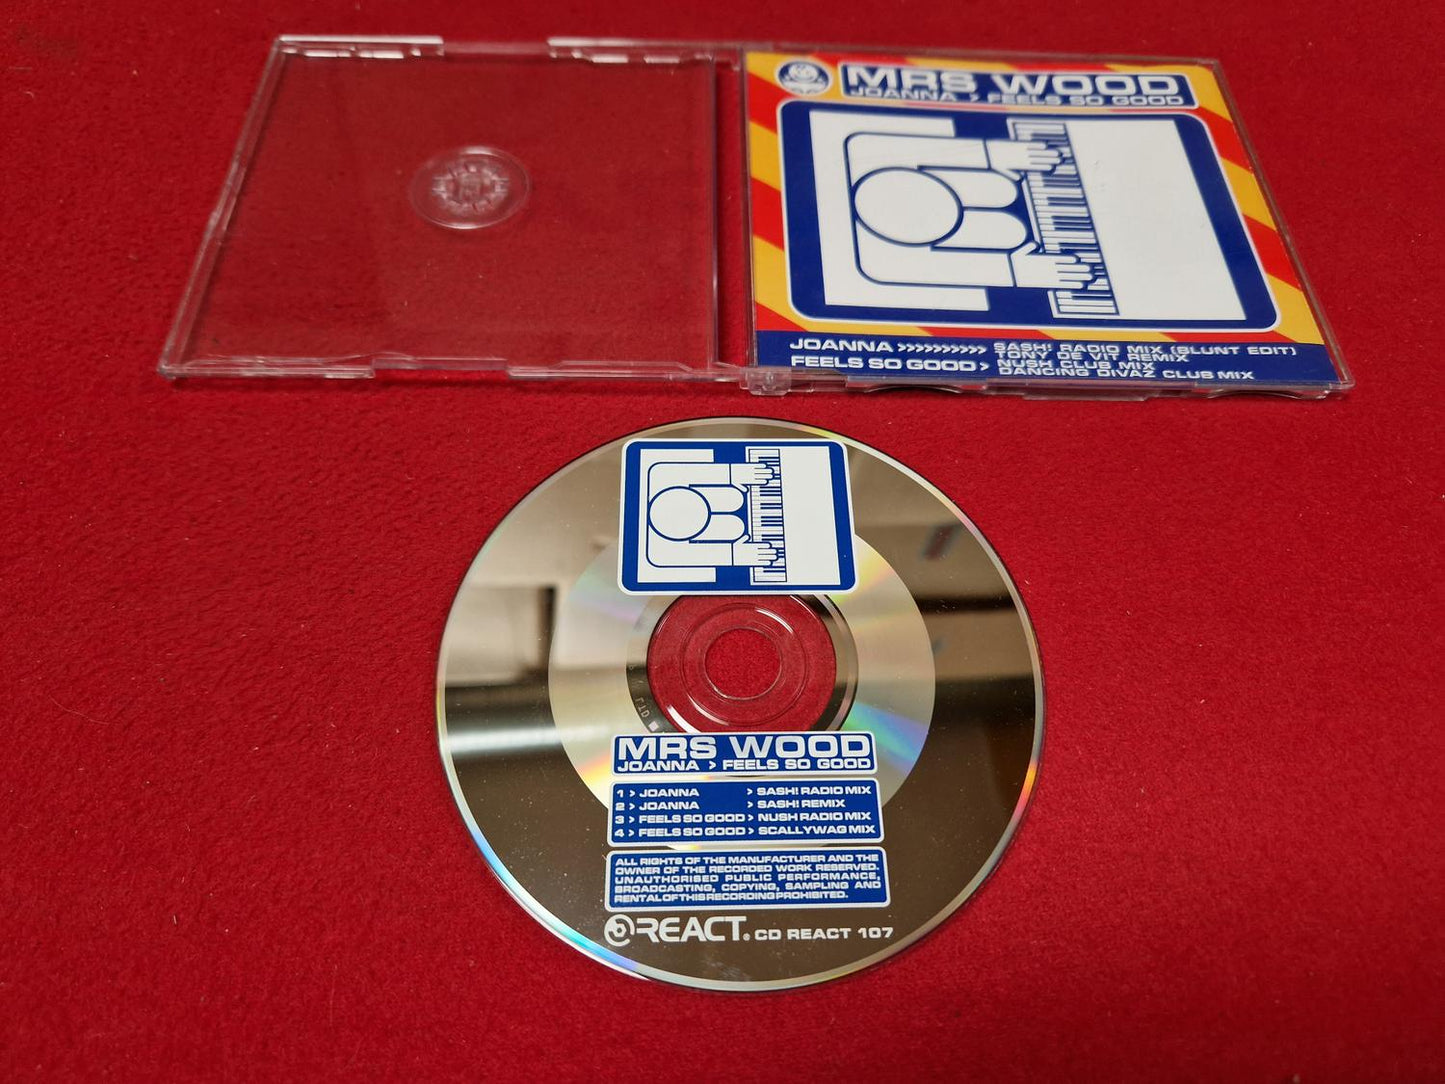 MRS WOOD
JOANNA > FEELS SO GOOD
JOANNA >>>>>>>>>> SASH! RADIO MIX (BLUNT EDIT)
TONY DE VIT REMIX
FEELS SO GOOD > NUSH CLUB MIX
DANCING DIVAZ CLUB MIX
MRS WOOD
JOANNA > FEELS SO GOOD
1 > JOANNA > SASH! RADIO MIX
2 > JOANNA > SASH! REMIX
3 > FEELS SO GOOD > NUSH RADIO MIX
4 > FEELS SO GOOD > SCALLYWAG MIX
ALL RIGHTS OF THE MANUFACTURER AND THE
OWNER OF THE RECORDED WORK RESERVED.
UNAUTHORISED PUBLIC PERFORMANCE,
BROADCASTING, COPYING, SAMPLING AND
RENTAL OF THIS RECORDING PROHIBITED.
REACT. CD REACT 107